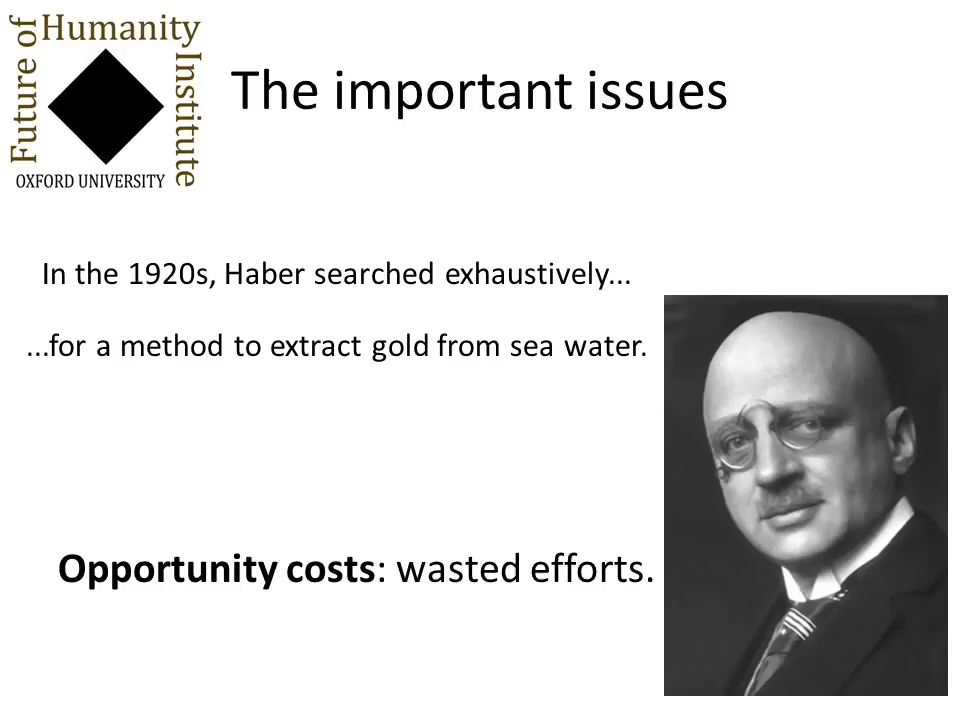 Future of
Humanity
Institute
OXFORD UNIVERSITY
The important issues
In the 1920s, Haber searched exhaustively...
...for a method to extract gold from sea water.
Opportunity costs: wasted efforts.